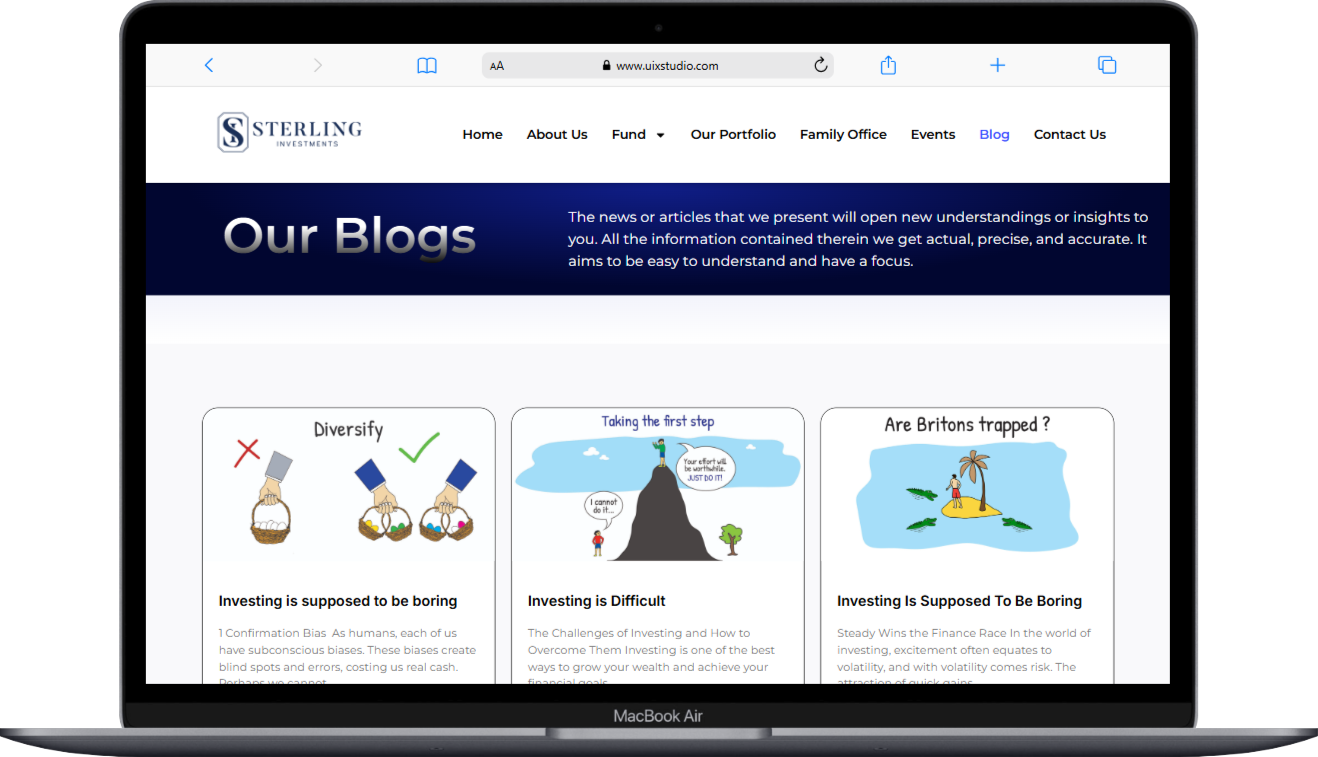 AA
www.uixstudio.com
STERLING
INVESTMENTS
Home About Us Fund Our Portfolio Family Office Events Blog Contact Us
Our Blogs
The news or articles that we present will open new understandings or insights to
you. All the information contained therein we get actual, precise, and accurate. It
aims to be easy to understand and have a focus.
Diversify
Investing is supposed to be boring
1 Confirmation Bias As humans, each of us
have subconscious biases. These biases create
blind spots and errors, costing us real cash.
Perhaps we cannot
Taking the first step
Your effort will
be worthwhile.
JUST DO IT!
I cannot
do it...
Investing is Difficult
The Challenges of Investing and How to
Overcome Them Investing is one of the best
ways to grow your wealth and achieve your
financial goals
Are Britons trapped ?
Investing Is Supposed To Be Boring
Steady Wins the Finance Race In the world of
investing, excitement often equates to
volatility, and with volatility comes risk. The
attraction of quick gains
MacBook Air